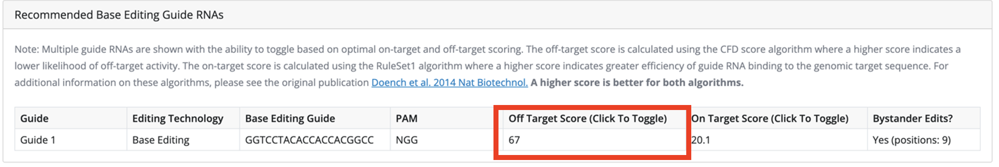 Recommended Base Editing Guide RNAs
Note: Multiple guide RNAs are shown with the ability to toggle based on optimal on-target and off-target scoring. The off-target score is calculated using the CFD score algorithm where a higher score indicates a
lower likelihood of off-target activity. The on-target score is calculated using the RuleSet1 algorithm where a higher score indicates greater efficiency of guide RNA binding to the genomic target sequence. For
additional information on these algorithms, please see the original publication Doench et al. 2014 Nat Biotechnol. A higher score is better for both algorithms.
Guide Editing Technology Base Editing Guide PAM Off Target Score (Click To Toggle) On Target Score (Click To Toggle) Bystander Edits?
Guide 1 Base Editing GGTCCTACACCACCACGGCC NGG 67 20.1 Yes (positions: 9)